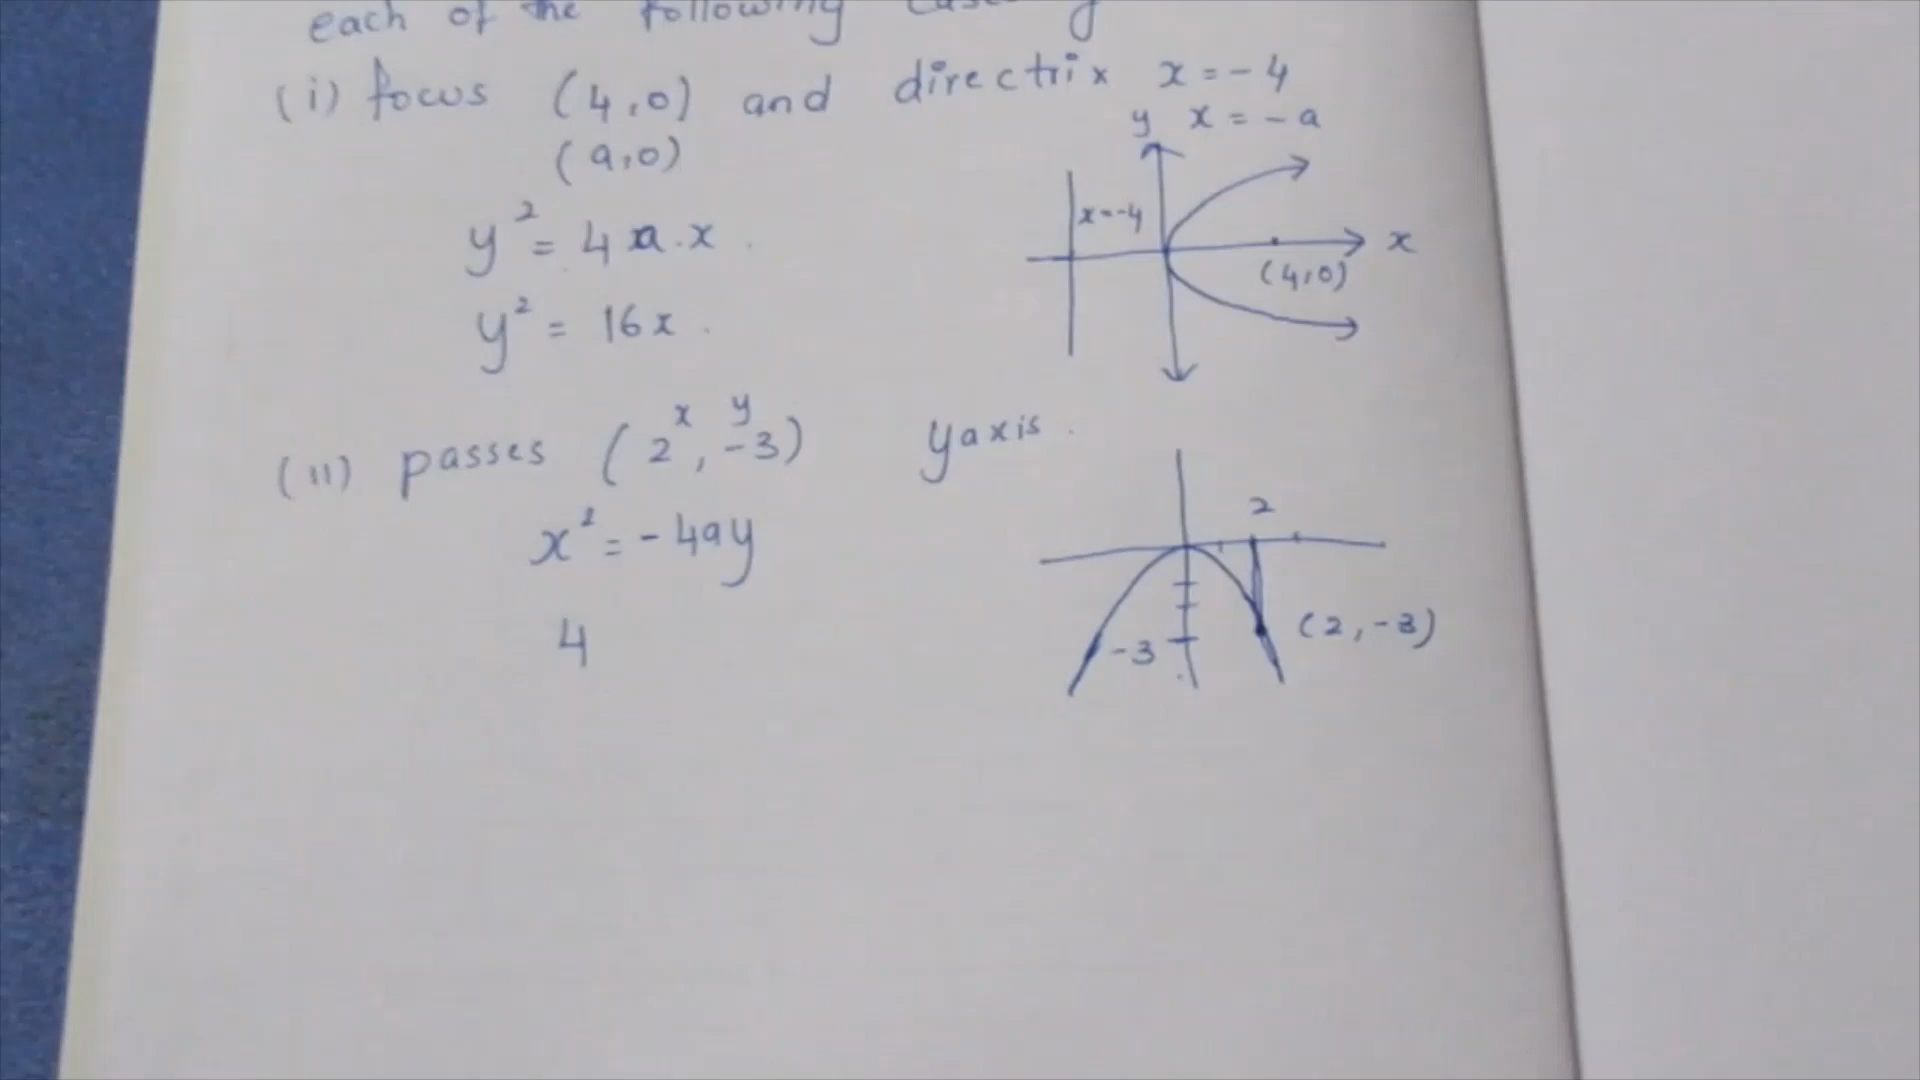 each of the following
(i) focus (4,0) and directrix x = -4
(a,0) y x = -a
x=-4
y² = 4a.x . x
(4,0)
y² = 16x .
x y
(ii) passes (2, -3) y axis .
2
x² = -4ay
(2,-3)
4 -3